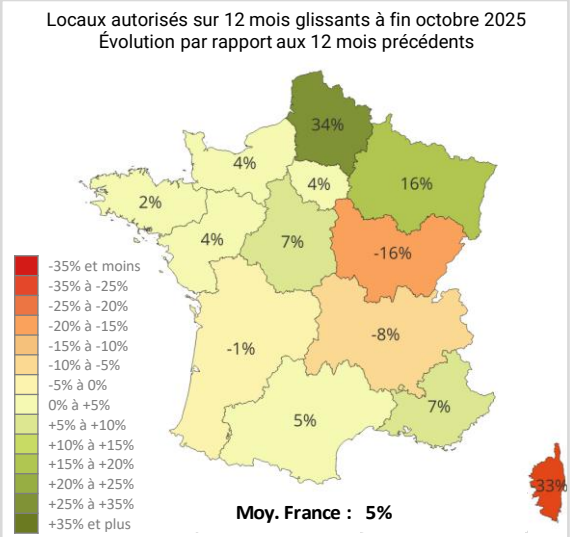 Locaux autorisés sur 12 mois glissants à fin octobre 2025
Évolution par rapport aux 12 mois précédents
34%
4%
4%
16%
2%
4%
7%
-16%
-35% et moins
-35% à -25%
-25% à -20%
-20% à -15%
-15% à -10%
-10% à -5%
-5% à 0%
0% à +5%
+5% à +10%
+10% à +15%
+15% à +20%
+20% à +25%
+25% à +35%
+35% et plus
-1%
-8%
5%
7%
33%
Moy. France : 5%